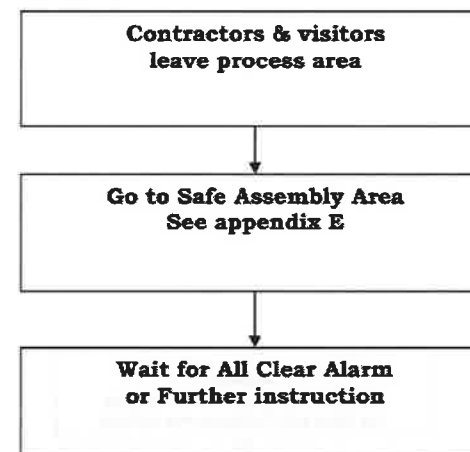 Contractors & visitors
leave process area
Go to Safe Assembly Area
See appendix E
Wait for All Clear Alarm
or Further instruction